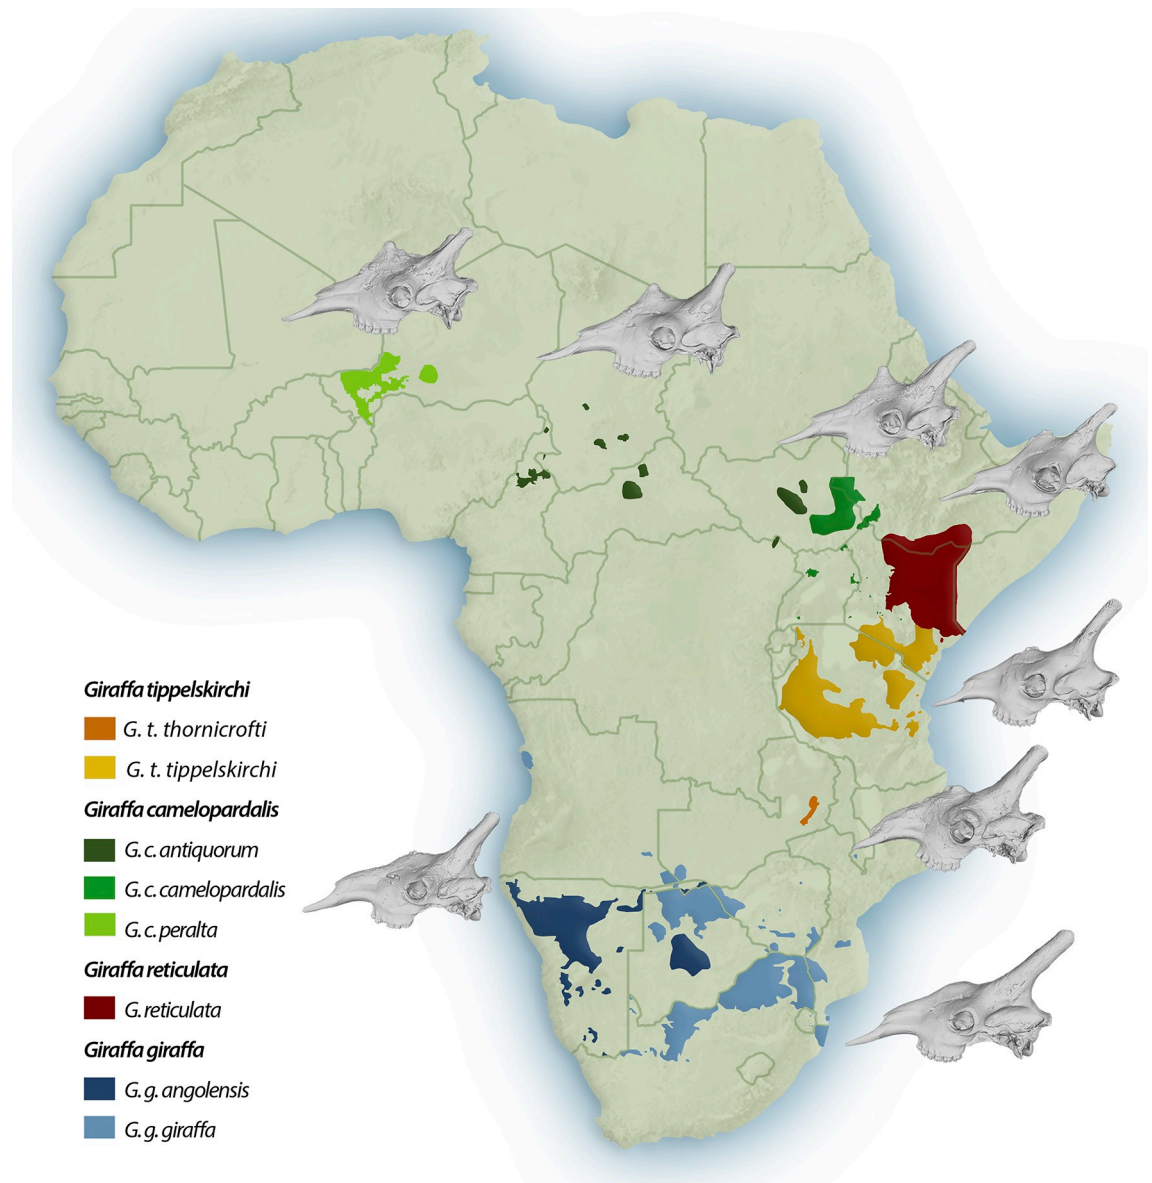 Giraffa tippelskirchi
G. t. thornicrofti
G. t. tippelskirchi
Giraffa camelopardalis
G. c. antiquorum
G. c. camelopardalis
G. c. peralta
Giraffa reticulata
G. reticulata
Giraffa giraffa
G. g. angolensis
G. g. giraffa